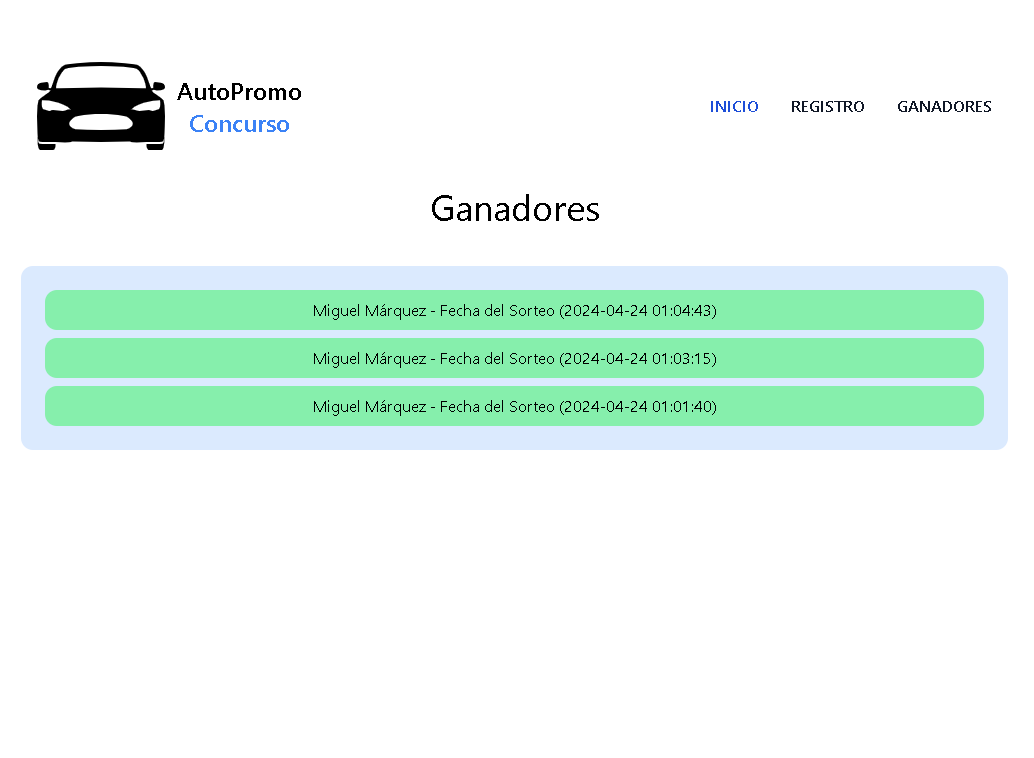 AutoPromo
Concurso
INICIO REGISTRO GANADORES
Ganadores
Miguel Márquez - Fecha del Sorteo (2024-04-24 01:04:43)
Miguel Márquez - Fecha del Sorteo (2024-04-24 01:03:15)
Miguel Márquez - Fecha del Sorteo (2024-04-24 01:01:40)